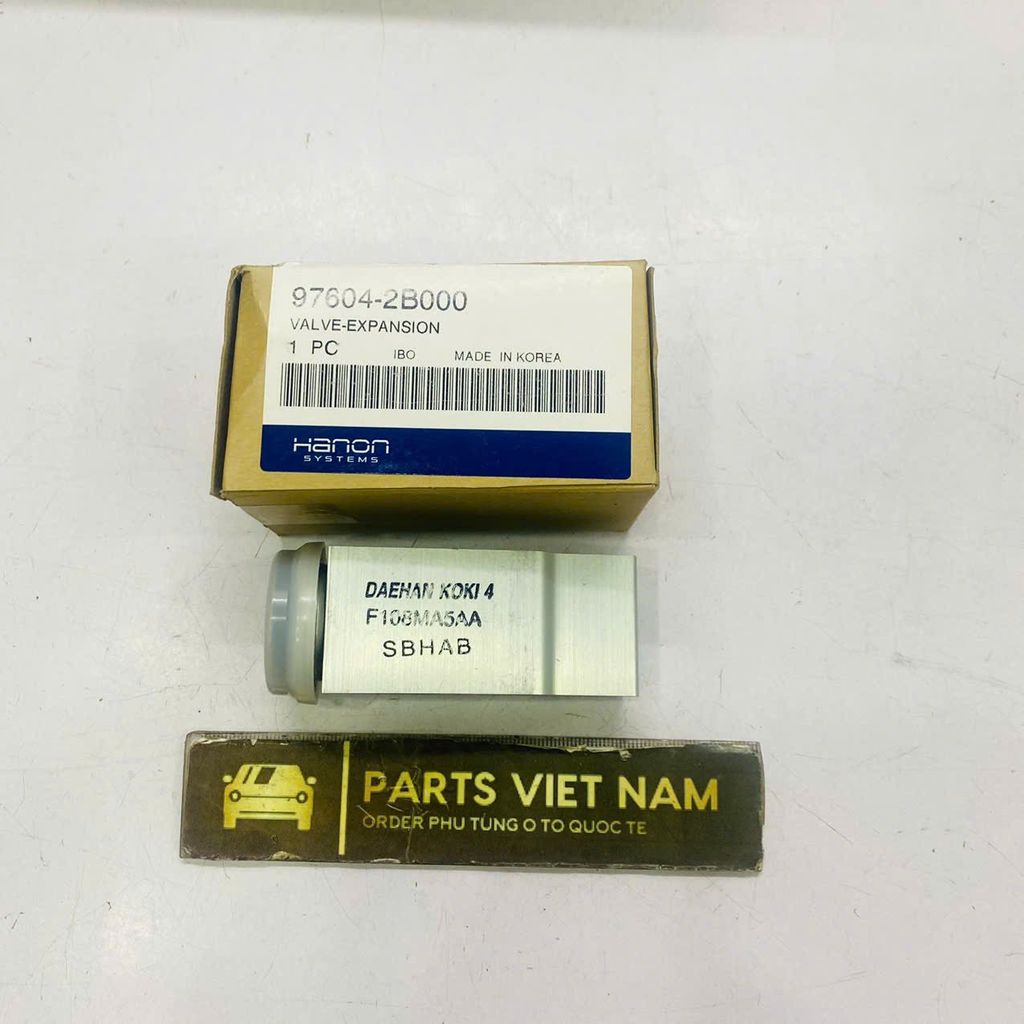 97604-2B000
VALVE-EXPANSION
1 PC IBO MADE IN KOREA
Hanon
SYSTEMS
DAEHAN KOKI 4
F108MA5AA
SBHAB
PARTS VIET NAM
ORDER PHU TUNG O TO QUOC TE